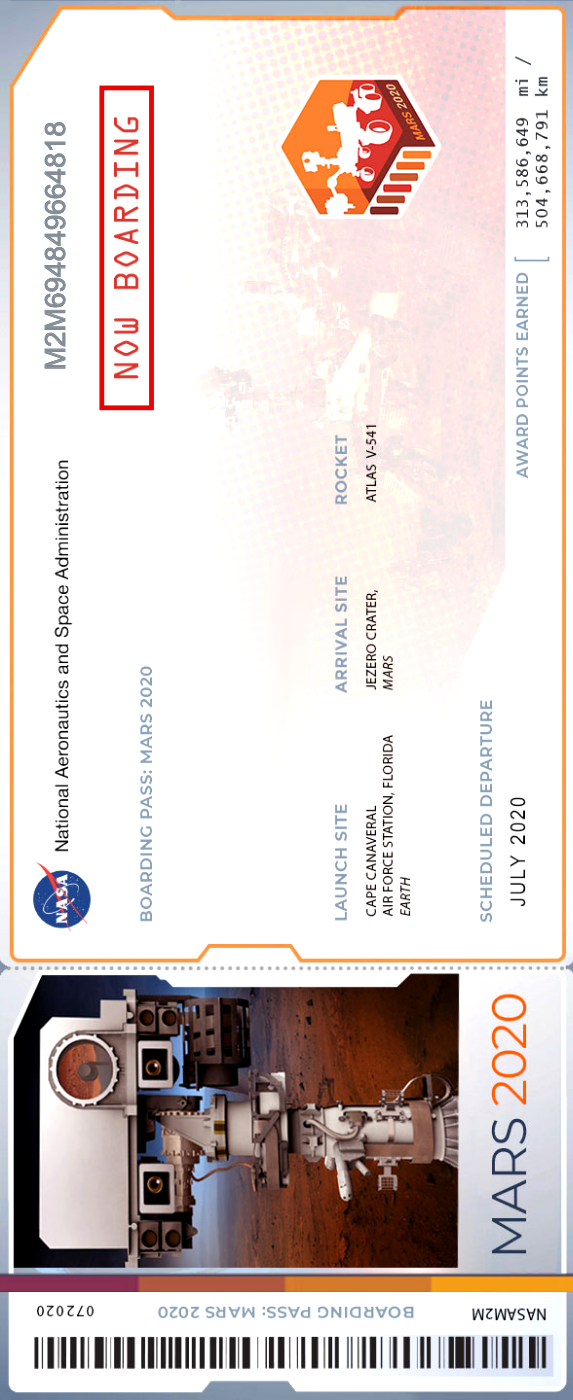 NASA
National Aeronautics and Space Administration
M2M694849664818
NOW BOARDING
BOARDING PASS: MARS 2020
MARS 2020
LAUNCH SITE
CAPE CANAVERAL
AIR FORCE STATION, FLORIDA
EARTH
ARRIVAL SITE
JEZERO CRATER,
MARS
ROCKET
ATLAS V-541
SCHEDULED DEPARTURE
JULY 2020
AWARD POINTS EARNED [
313,586,649 mi /
504,668,791 km
MARS 2020
NASAM2M
BOARDING PASS: MARS 2020
072020